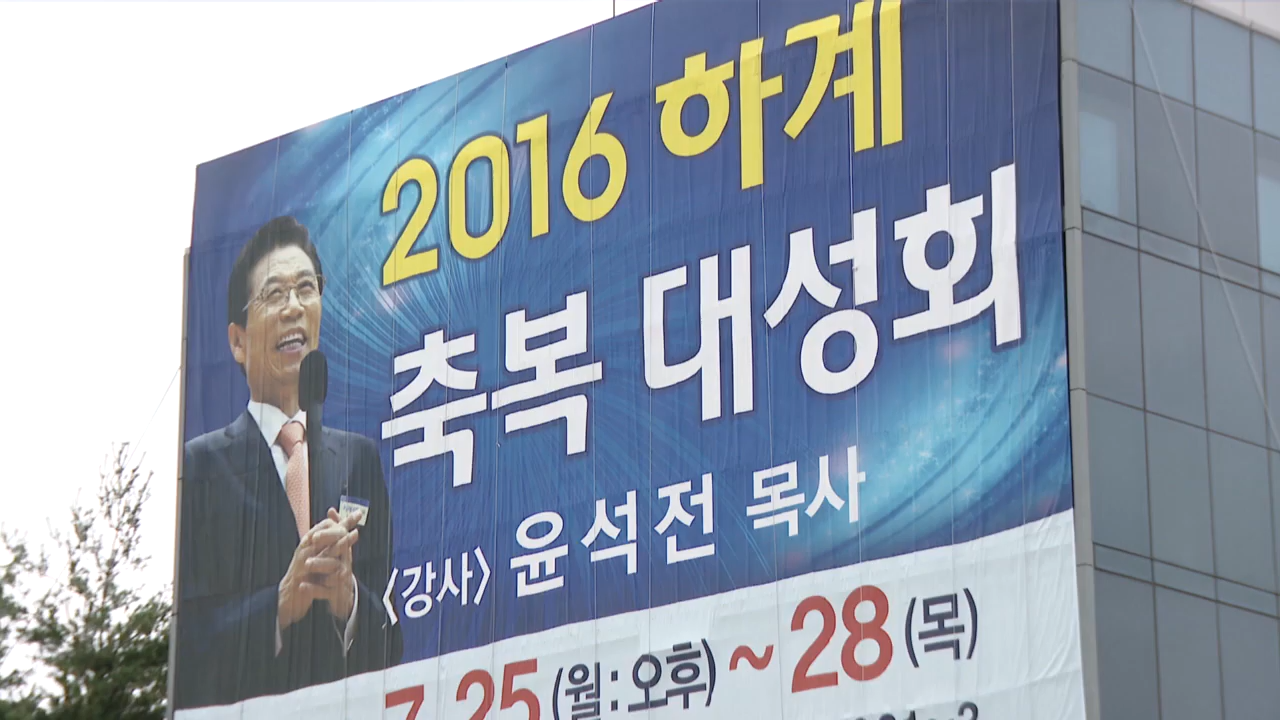 2016 하계
축복 대성회
<강사> 윤석전 목사
7.25(월:오후)~28(목)